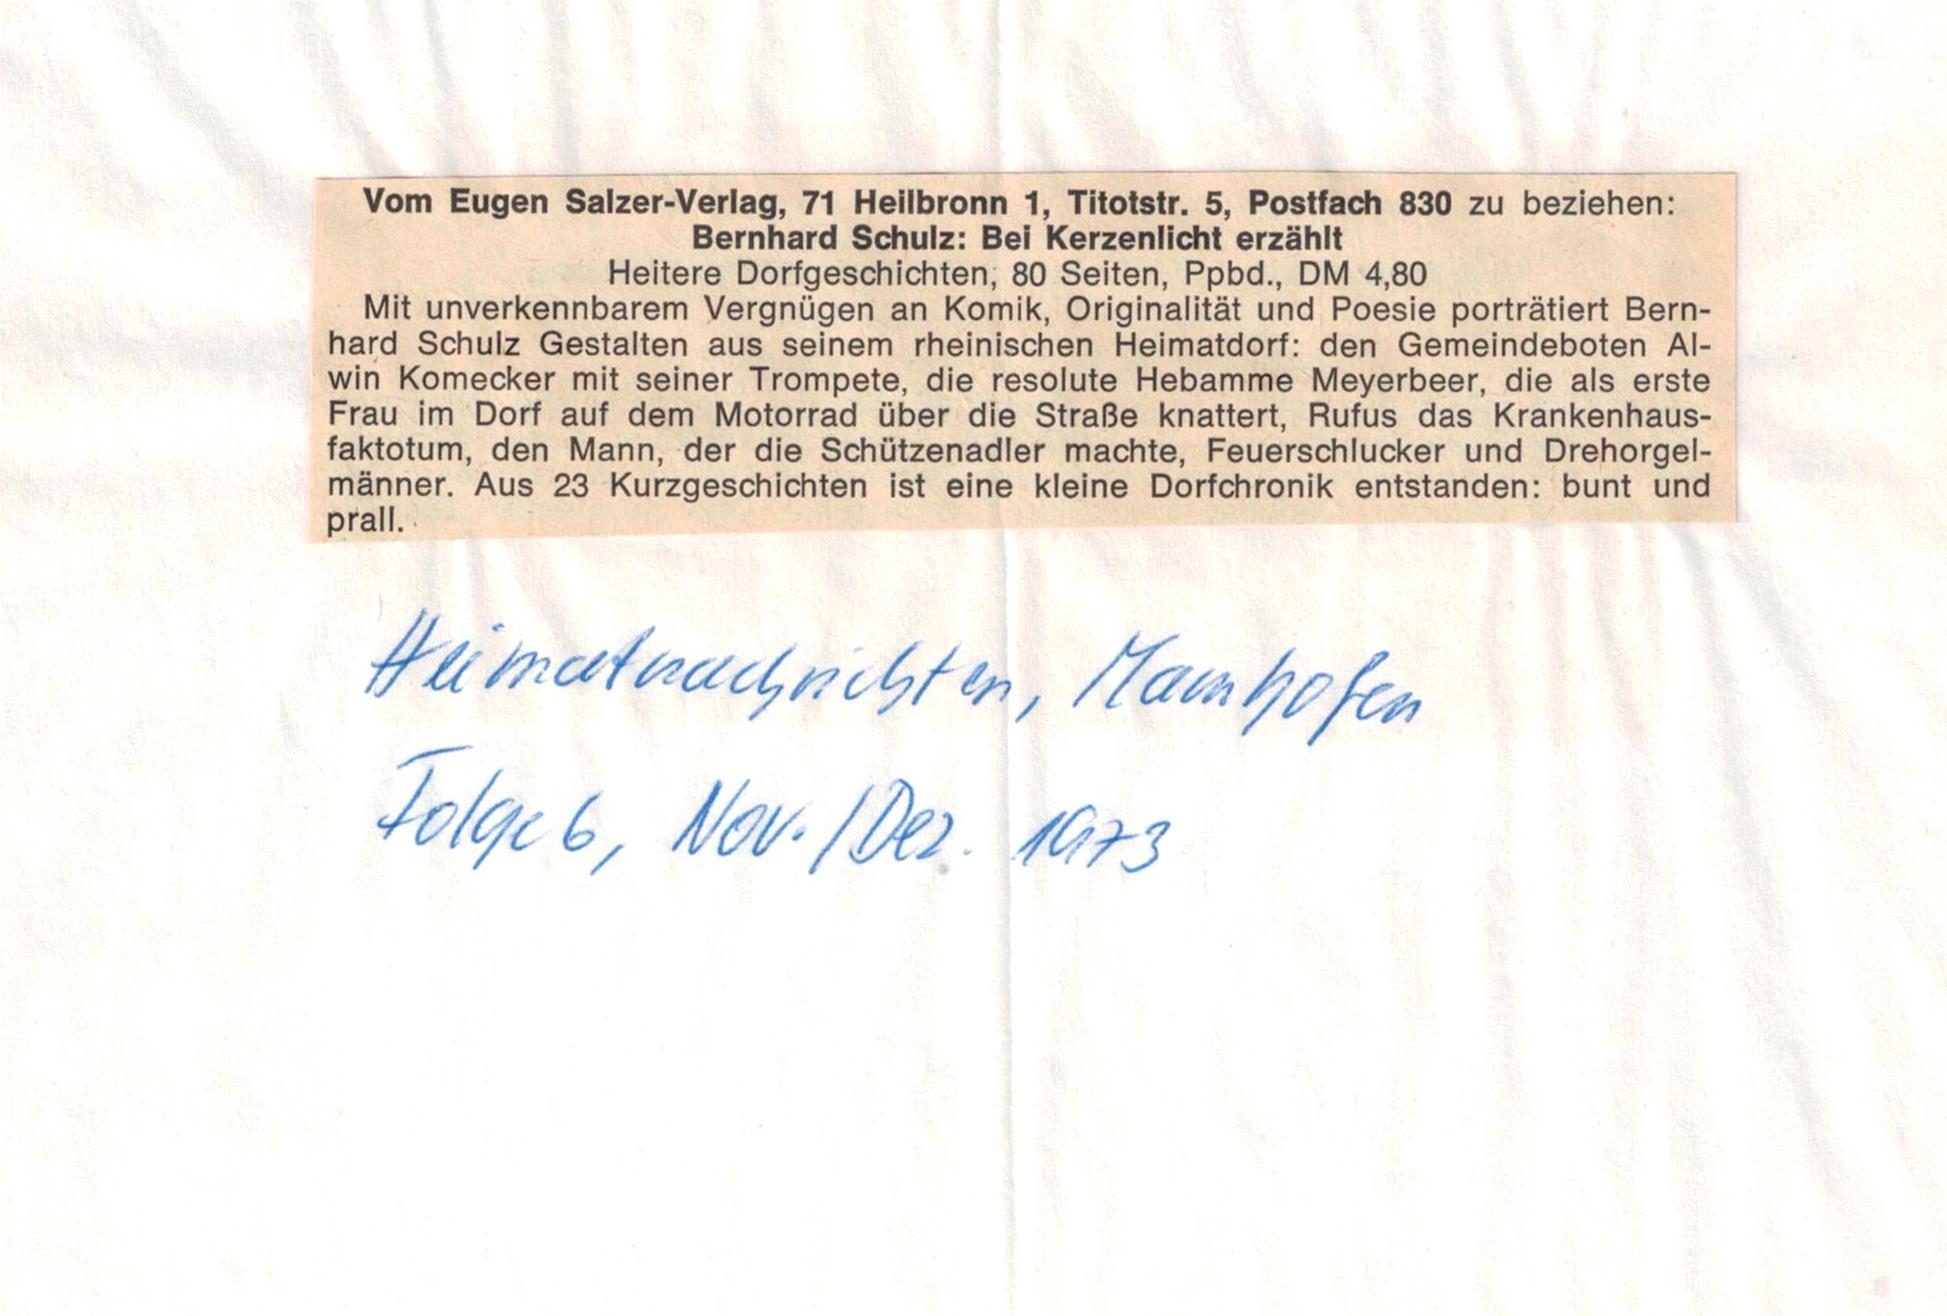 Vom Eugen Salzer-Verlag, 71 Heilbronn 1, Titotstr. 5, Postfach 830 zu beziehen:
Bernhard Schulz: Bei Kerzenlicht erzählt
Heitere Dorfgeschichten, 80 Seiten, Ppbd., DM 4,80
Mit unverkennbarem Vergnügen an Komik, Originalität und Poesie porträtiert Bern-
hard Schulz Gestalten aus seinem rheinischen Heimatdorf: den Gemeindeboten Al-
win Komecker mit seiner Trompete, die resolute Hebamme Meyerbeer, die als erste
Frau im Dorf auf dem Motorrad über die Straße knattert, Rufus das Krankenhaus-
faktotum, den Mann, der die Schützenadler machte, Feuerschlucker und Drehorgel-
männer. Aus 23 Kurzgeschichten ist eine kleine Dorfchronik entstanden: bunt und
prall.
Heimatnachrichten,
Folge 6, Nov./Dez. 1973